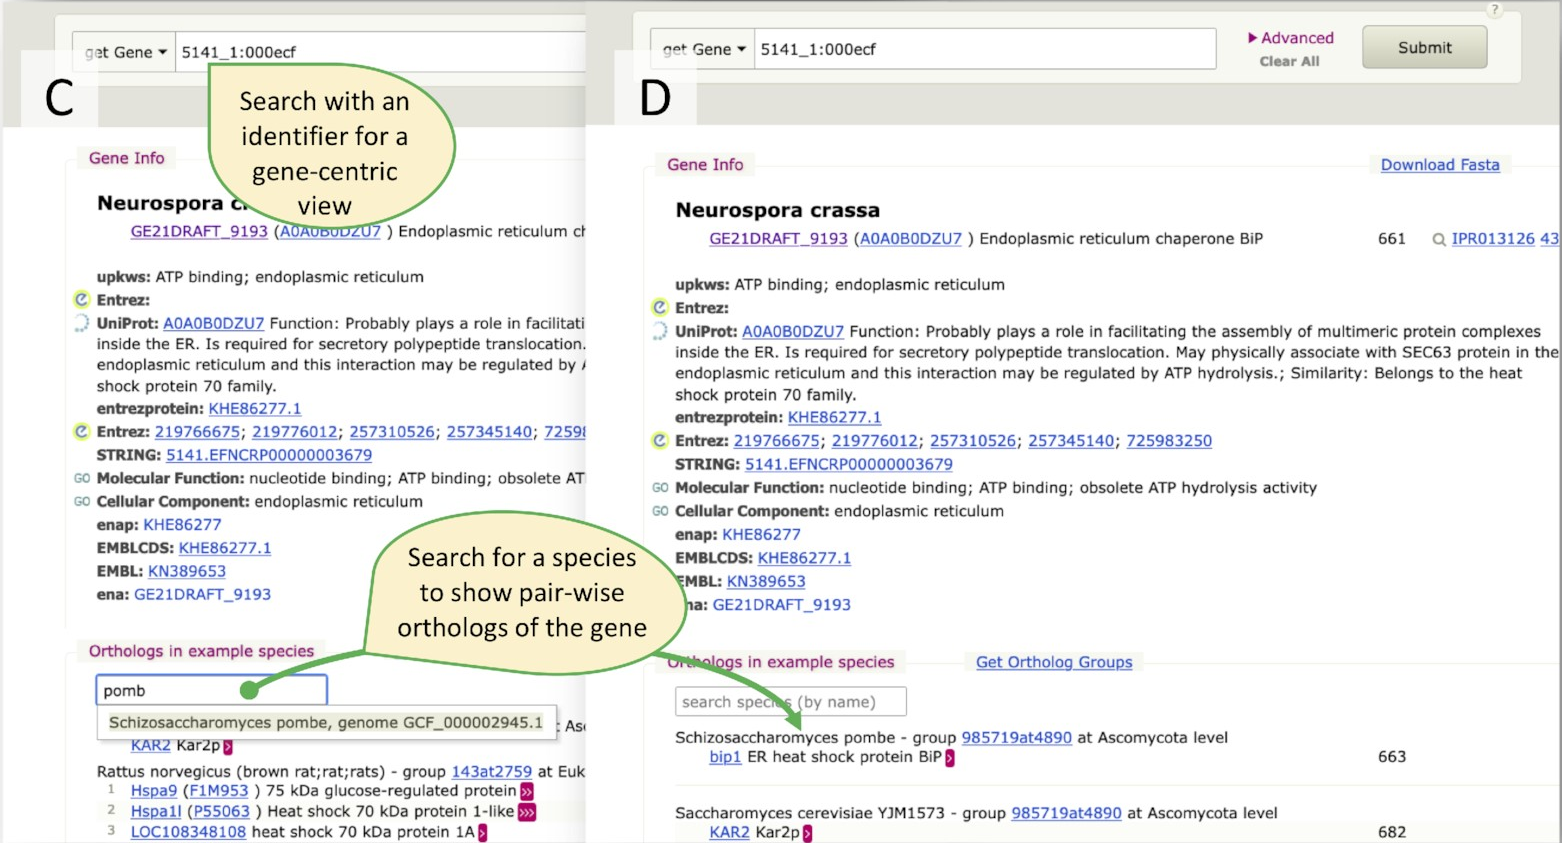 C
get Gene ▾
5141_1:000ecf
Search with an
identifier for a
gene-centric
view
Gene Info
Neurospora c
GE21DRAFT_9193 (A0A0B0DZU7 ) Endoplasmic reticulum ch
upkws: ATP binding; endoplasmic reticulum
Entrez:
UniProt: A0A0B0DZU7 Function: Probably plays a role in facilitati
inside the ER. Is required for secretory polypeptide translocation.
endoplasmic reticulum and this interaction may be regulated by A
shock protein 70 family.
entrezprotein: KHE86277.1
Entrez: 219766675; 219776012; 257310526; 257345140; 7259
STRING: 5141.EFNCRP00000003679
GO Molecular Function: nucleotide binding; ATP binding; obsolete AT
GO Cellular Component: endoplasmic reticulum
enap: KHE86277
EMBLCDS: KHE86277.1
EMBL: KN389653
ena: GE21DRAFT_9193
Search for a species
to show pair-wise
orthologs of the gene
Orthologs in example species
pomb
Schizosaccharomyces pombe, genome GCF_000002945.1
Asc
KAR2 Kar2p
Rattus norvegicus (brown rat;rat;rats) - group 143at2759 at Euk
1 Hspa9 (F1M953 ) 75 kDa glucose-regulated protein
2 Hspa1l (P55063 ) Heat shock 70 kDa protein 1-like
3 LOC108348108 heat shock 70 kDa protein 1A
D
get Gene ▾
5141_1:000ecf
Advanced
Clear All
Submit
?
Gene Info
Download Fasta
Neurospora crassa
GE21DRAFT_9193 (A0A0B0DZU7 ) Endoplasmic reticulum chaperone BiP 661 IPR013126 43
upkws: ATP binding; endoplasmic reticulum
Entrez:
UniProt: A0A0B0DZU7 Function: Probably plays a role in facilitating the assembly of multimeric protein complexes
inside the ER. Is required for secretory polypeptide translocation. May physically associate with SEC63 protein in the
endoplasmic reticulum and this interaction may be regulated by ATP hydrolysis.; Similarity: Belongs to the heat
shock protein 70 family.
entrezprotein: KHE86277.1
Entrez: 219766675; 219776012; 257310526; 257345140; 725983250
STRING: 5141.EFNCRP00000003679
GO Molecular Function: nucleotide binding; ATP binding; obsolete ATP hydrolysis activity
GO Cellular Component: endoplasmic reticulum
enap: KHE86277
EMBLCDS: KHE86277.1
EMBL: KN389653
na: GE21DRAFT_9193
Orthologs in example species
Get Ortholog Groups
search species (by name)
Schizosaccharomyces pombe - group 985719at4890 at Ascomycota level
bip1 ER heat shock protein BiP 663
Saccharomyces cerevisiae YJM1573 - group 985719at4890 at Ascomycota level
KAR2 Kar2p 682